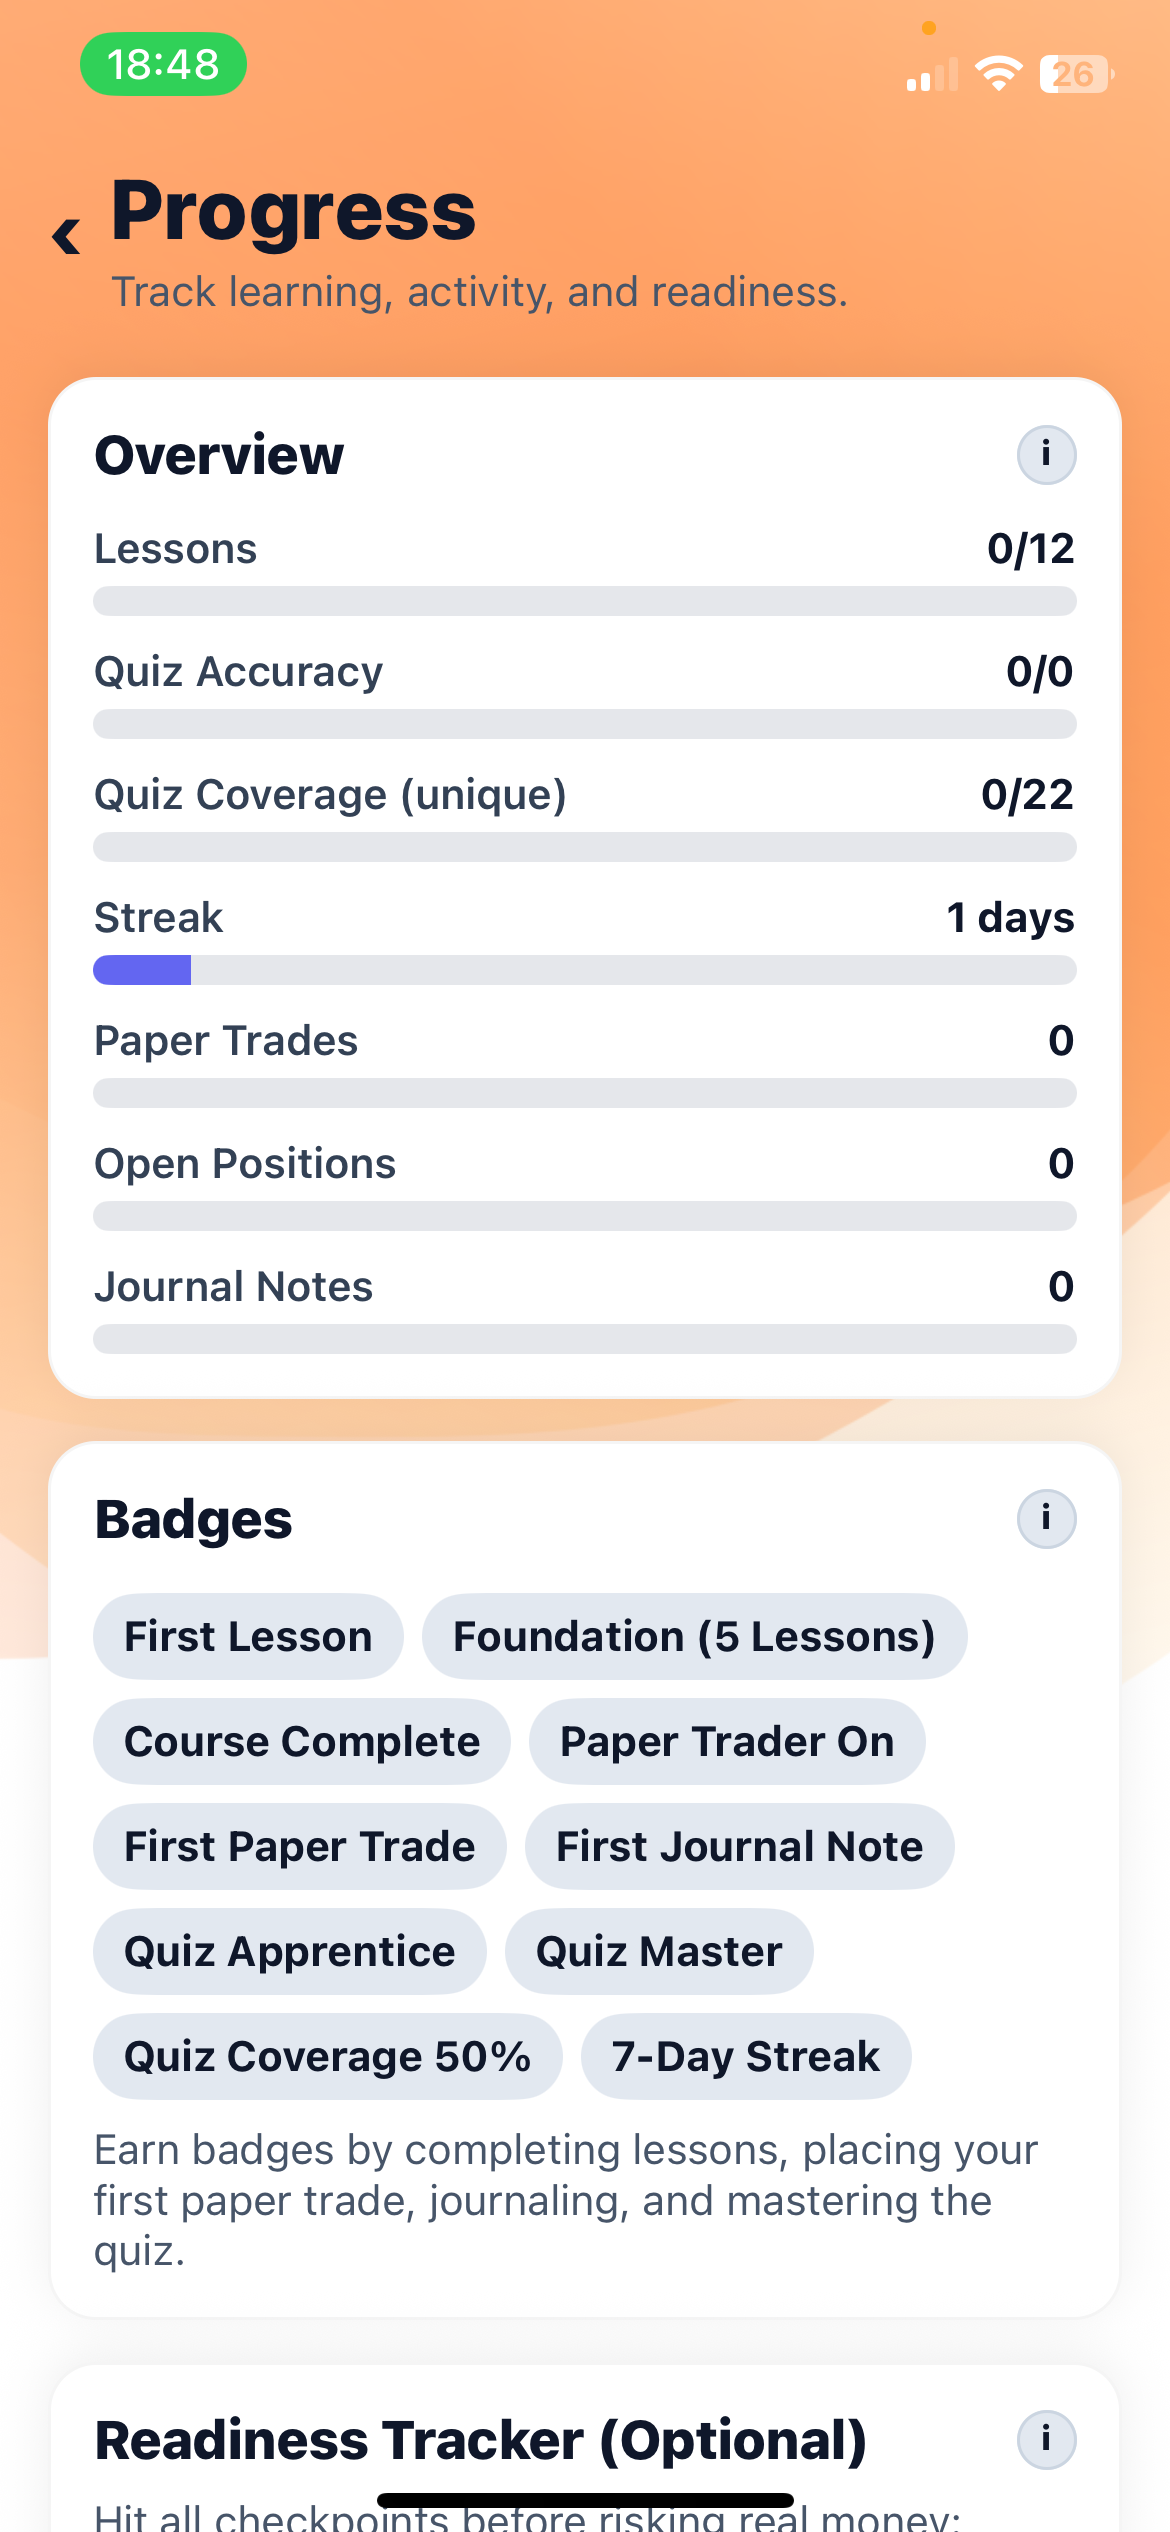 18:48
26
‹ Progress
Track learning, activity, and readiness.
Overview
i
Lessons 0/12
Quiz Accuracy 0/0
Quiz Coverage (unique) 0/22
Streak 1 days
Paper Trades 0
Open Positions 0
Journal Notes 0
Badges
i
First Lesson Foundation (5 Lessons)
Course Complete Paper Trader On
First Paper Trade First Journal Note
Quiz Apprentice Quiz Master
Quiz Coverage 50% 7-Day Streak
Earn badges by completing lessons, placing your
first paper trade, journaling, and mastering the
quiz.
Readiness Tracker (Optional)
i
Hit all checkpoints before risking real money: